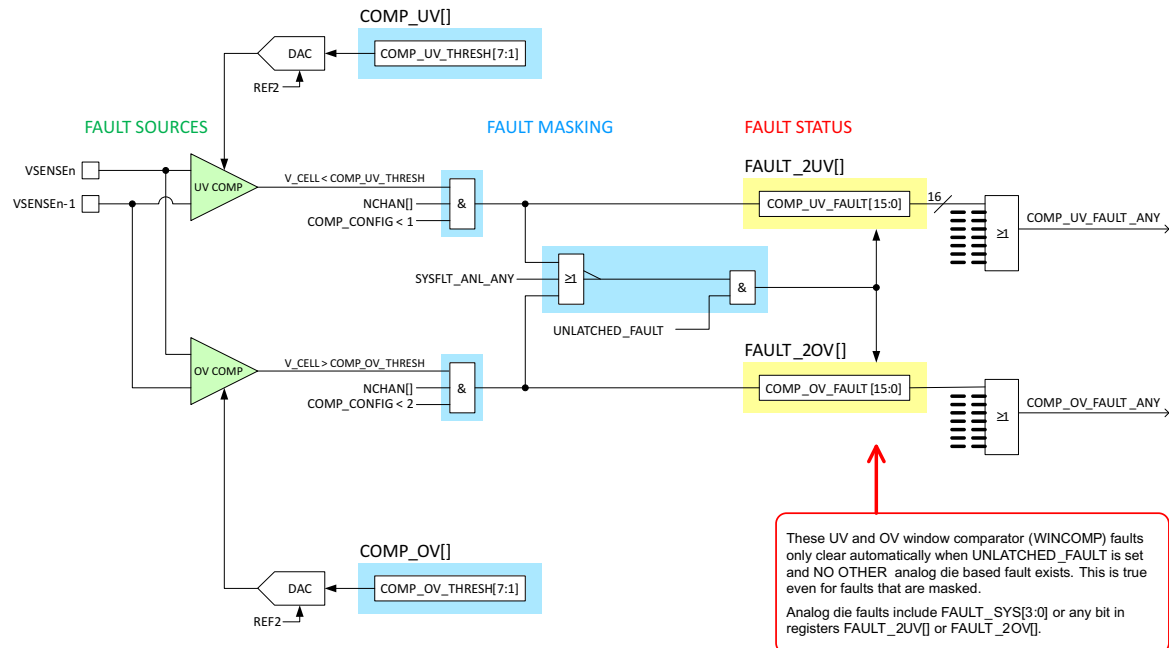 COMP_UV[]
DAC
COMP_UV_THRESH[7:1]
REF2
FAULT SOURCES
FAULT MASKING
FAULT STATUS
FAULT_2UV[]
VSENSEn
UV COMP
V_CELL < COMP_UV_THRESH
VSENSEn-1
NCHAN[]
COMP_CONFIG < 1
&
COMP_UV_FAULT[15:0]
16
≥1
COMP_UV_FAULT_ANY
SYSFLT_ANL_ANY
≥1
&
UNLATCHED_FAULT
FAULT_2OV[]
OV COMP
V_CELL > COMP_OV_THRESH
NCHAN[]
COMP_CONFIG < 2
&
COMP_OV_FAULT[15:0]
≥1
COMP_OV_FAULT_ANY
COMP_OV[]
DAC
COMP_OV_THRESH[7:1]
REF2
These UV and OV window comparator (WINCOMP) faults
only clear automatically when UNLATCHED_FAULT is set
and NO OTHER analog die based fault exists. This is true
even for faults that are masked.
Analog die faults include FAULT_SYS[3:0] or any bit in
registers FAULT_2UV[] or FAULT_2OV[].